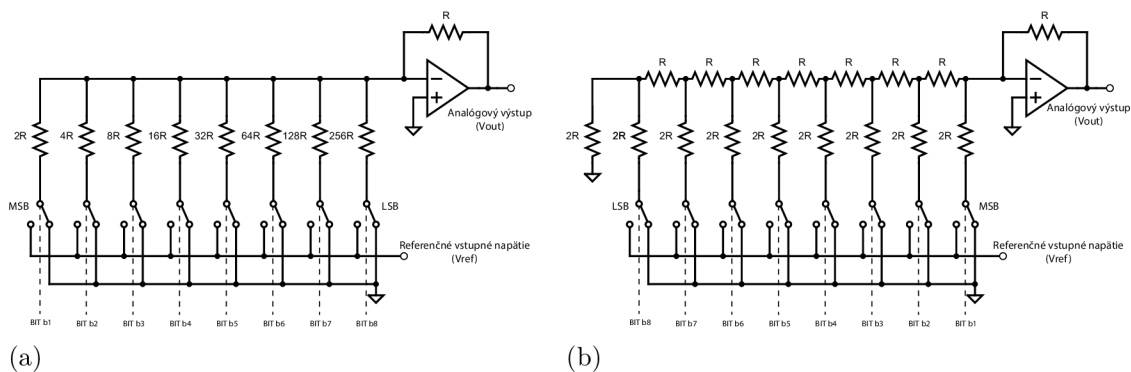 R
2R 4R 8R 16R 32R 64R 128R 256R
Analógový výstup
(Vout)
MSB
LSB
Referenčné vstupné napätie
(Vref)
BIT b1 BIT b2 BIT b3 BIT b4 BIT b5 BIT b6 BIT b7 BIT b8
(a)
R
R R R R R R R
2R 2R 2R 2R 2R 2R 2R 2R 2R
Analógový výstup
(Vout)
LSB
MSB
Referenčné vstupné napätie
(Vref)
BIT b8 BIT b7 BIT b6 BIT b5 BIT b4 BIT b3 BIT b2 BIT b1
(b)